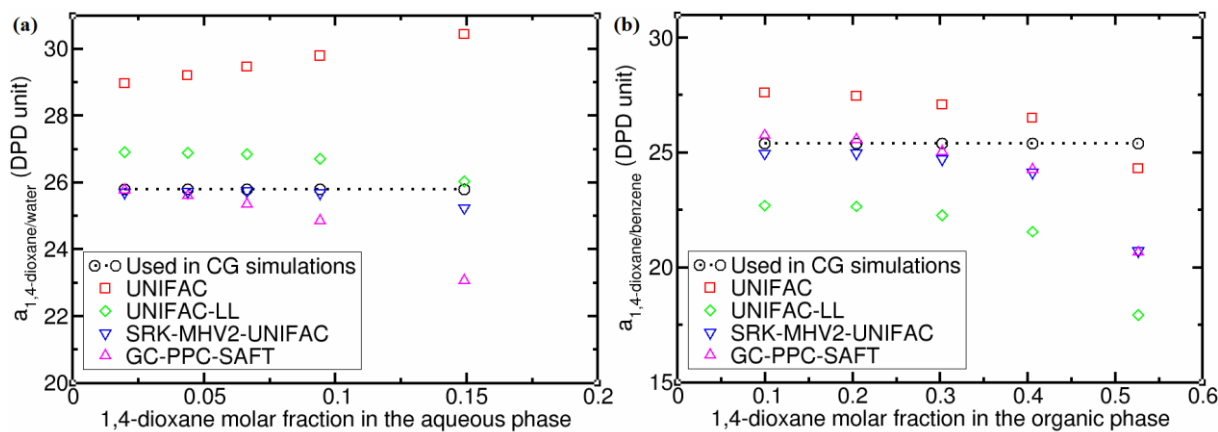 (a)
a1,4-dioxane/water (DPD unit)
30
28
26
24
22
20
Used in CG simulations
UNIFAC
UNIFAC-LL
SRK-MHV2-UNIFAC
GC-PPC-SAFT
0 0.05 0.1 0.15 0.2
1,4-dioxane molar fraction in the aqueous phase
(b)
a1,4-dioxane/benzene (DPD unit)
30
25
20
15
Used in CG simulations
UNIFAC
UNIFAC-LL
SRK-MHV2-UNIFAC
GC-PPC-SAFT
0 0.1 0.2 0.3 0.4 0.5 0.6
1,4-dioxane molar fraction in the organic phase